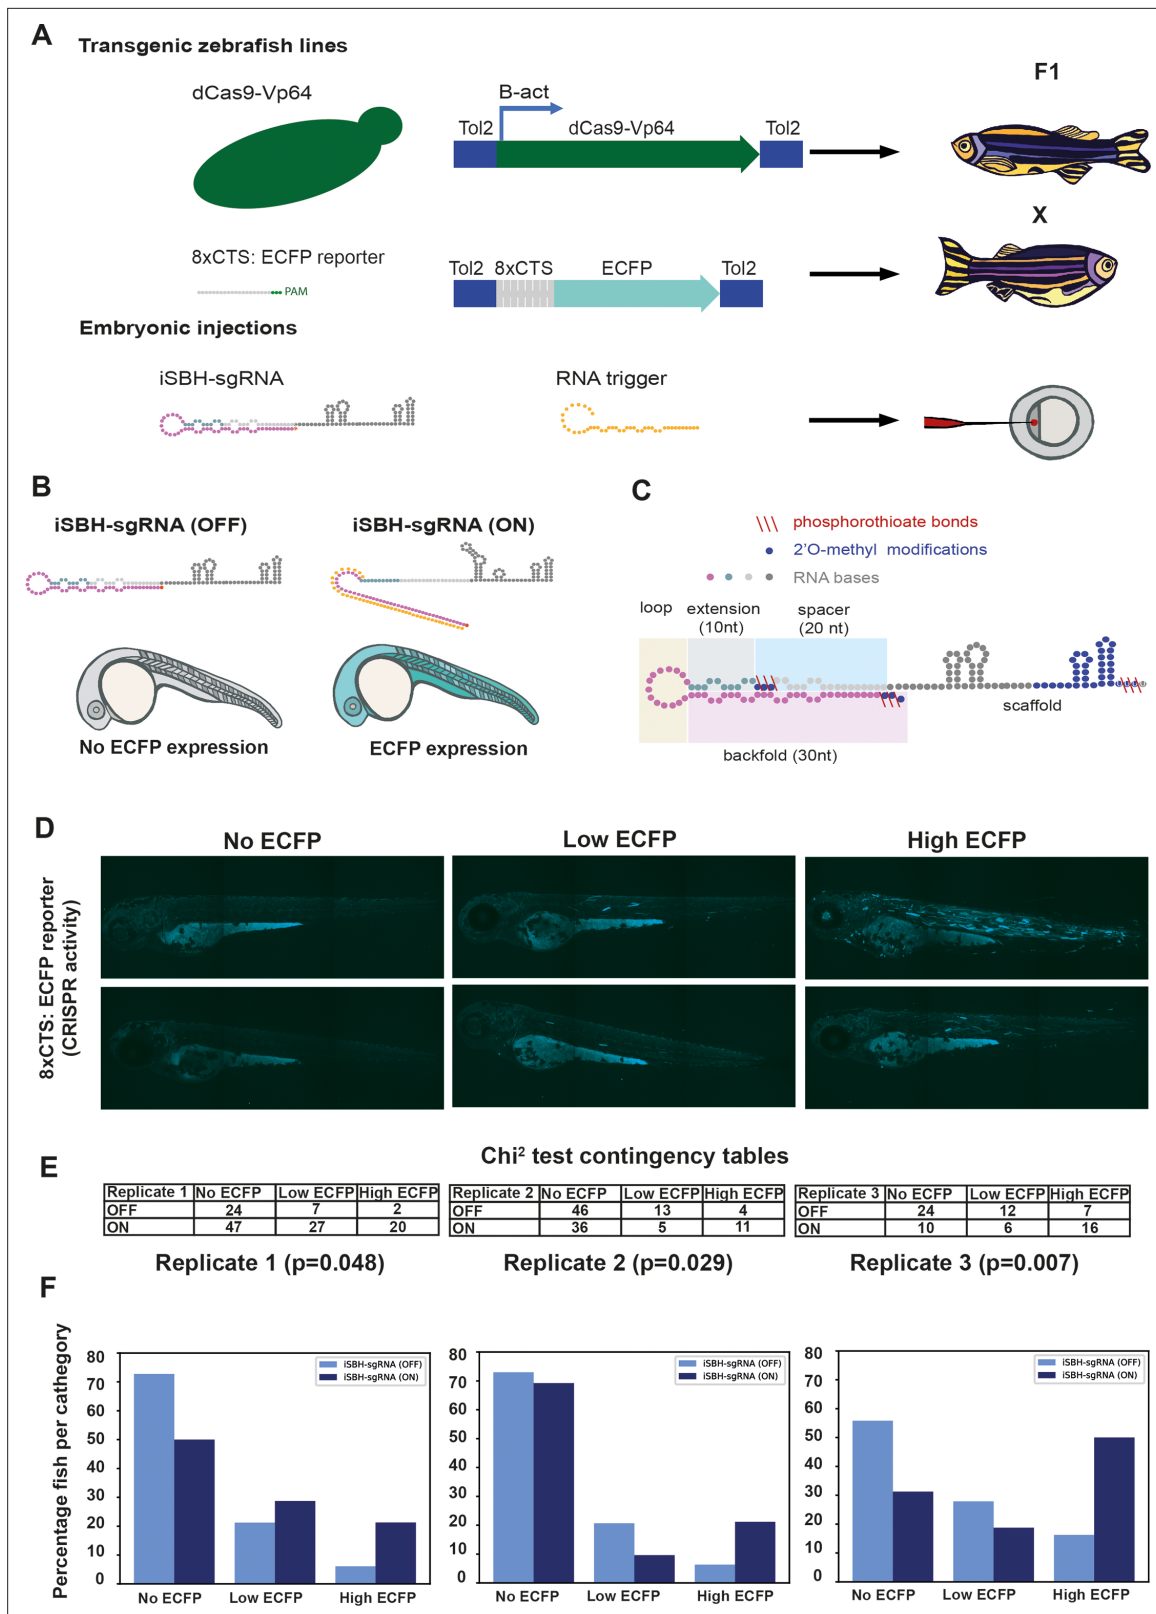 A
Transgenic zebrafish lines
F1
dCas9-Vp64
B-act
Tol2
dCas9-Vp64
Tol2
X
8xCTS: ECFP reporter
PAM
Tol2
8xCTS
ECFP
Tol2
Embryonic injections
iSBH-sgRNA
RNA trigger
B
iSBH-sgRNA (OFF)
iSBH-sgRNA (ON)
No ECFP expression
ECFP expression
C
phosphorothioate bonds
2'O-methyl modifications
RNA bases
loop
extension
(10nt)
spacer
(20 nt)
scaffold
backfold (30nt)
D
No ECFP
Low ECFP
High ECFP
8xCTS: ECFP reporter
(CRISPR activity)
E
Chi² test contingency tables
Replicate 1 No ECFP Low ECFP High ECFP
OFF 24 7 2
ON 47 27 20
Replicate 1 (p=0.048)
Replicate 2 No ECFP Low ECFP High ECFP
OFF 46 13 4
ON 36 5 11
Replicate 2 (p=0.029)
Replicate 3 No ECFP Low ECFP High ECFP
OFF 24 12 7
ON 10 6 16
Replicate 3 (p=0.007)
F
Percentage fish per cathegory
80
70
60
50
40
30
20
10
0
iSBH-sgRNA (OFF)
iSBH-sgRNA (ON)
No ECFP
Low ECFP
High ECFP
80
70
60
50
40
30
20
10
0
iSBH-sgRNA (OFF)
iSBH-sgRNA (ON)
No ECFP
Low ECFP
High ECFP
80
70
60
50
40
30
20
10
0
iSBH-sgRNA (OFF)
iSBH-sgRNA (ON)
No ECFP
Low ECFP
High ECFP